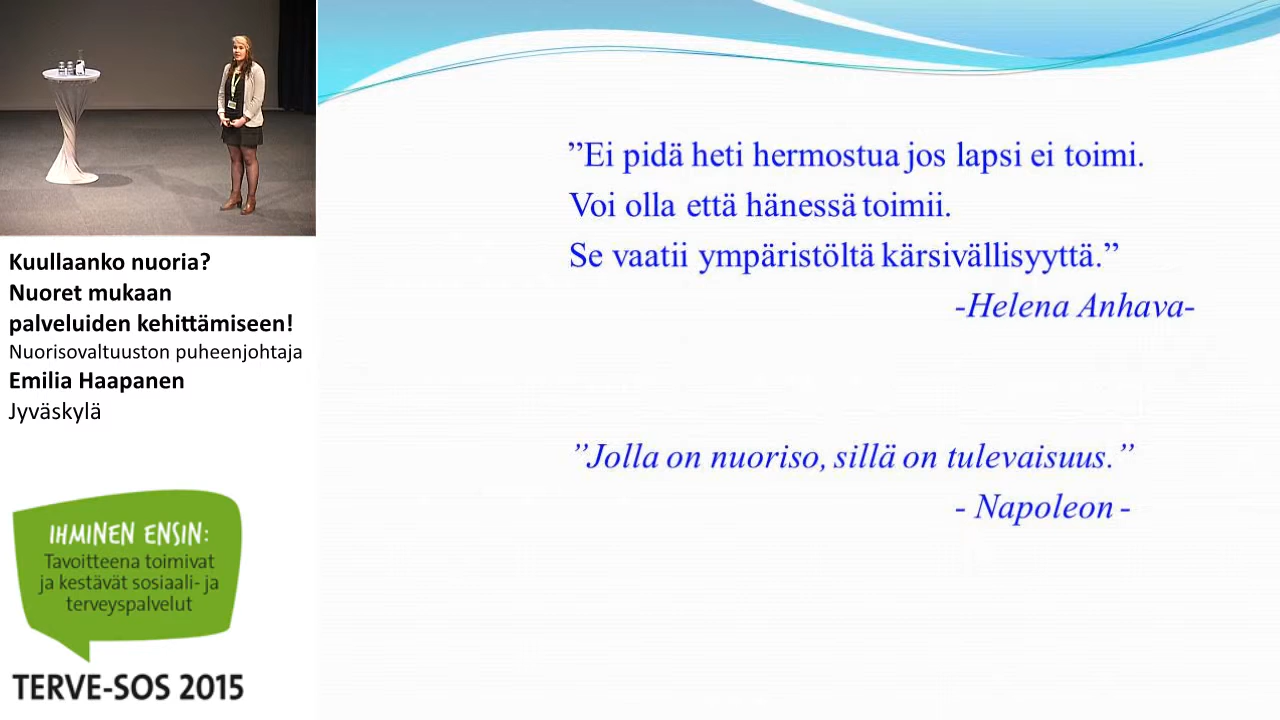 Kuullaanko nuoria?
Nuoret mukaan
palveluiden kehittämiseen!
Nuorisovaltuuston puheenjohtaja
Emilia Haapanen
Jyväskylä
IHMINEN ENSIN:
Tavoitteena toimivat
ja kestävät sosiaali- ja
terveyspalvelut
TERVE-SOS 2015
”Ei pidä heti hermostua jos lapsi ei toimi.
Voi olla että hänessä toimii.
Se vaatii ympäristöltä kärsivällisyyttä.”
-Helena Anhava-
”Jolla on nuoriso, sillä on tulevaisuus.”
- Napoleon -